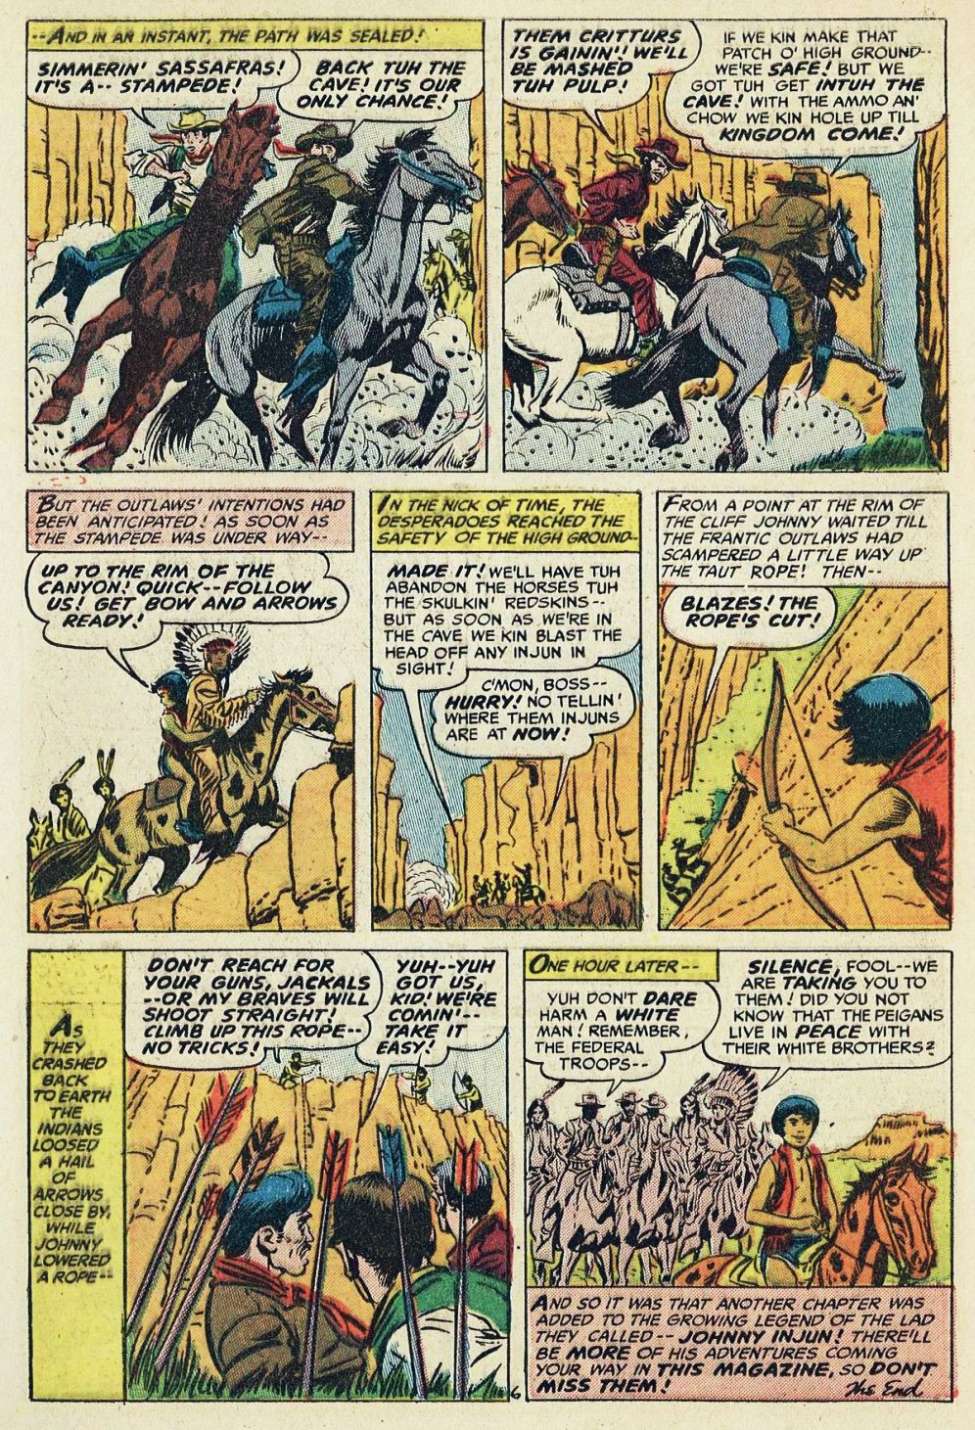 --AND IN AN INSTANT, THE PATH WAS SEALED!
SIMMERIN' SASSAFRAS!
IT'S A-- STAMPEDE!
BACK TUH THE
CAVE! IT'S OUR
ONLY CHANCE!
THEM CRITTURS
IS GAININ'! WE'LL
BE MASHED
TUH PULP!
IF WE KIN MAKE THAT
PATCH O' HIGH GROUND--
WE'RE SAFE! BUT WE
GOT TUH GET INTUH THE
CAVE! WITH THE AMMO AN'
CHOW WE KIN HOLE UP TILL
KINGDOM COME!
BUT THE OUTLAWS' INTENTIONS HAD
BEEN ANTICIPATED! AS SOON AS
THE STAMPEDE WAS UNDER WAY--
UP TO THE RIM OF THE
CANYON! QUICK--FOLLOW
US! GET BOW AND ARROWS
READY!
IN THE NICK OF TIME, THE
DESPERADOES REACHED THE
SAFETY OF THE HIGH GROUND--
MADE IT! WE'LL HAVE TUH
ABANDON THE HORSES TUH
THE SKULKIN' REDSKINS--
BUT AS SOON AS WE'RE IN
THE CAVE WE KIN BLAST THE
HEAD OFF ANY INJUN IN
SIGHT!
C'MON, BOSS--
HURRY! NO TELLIN'
WHERE THEM INJUNS
ARE AT NOW!
FROM A POINT AT THE RIM OF
THE CLIFF JOHNNY WAITED TILL
THE FRANTIC OUTLAWS HAD
SCAMPERED A LITTLE WAY UP
THE TAUT ROPE! THEN--
BLAZES! THE
ROPE'S CUT!
AS
THEY
CRASHED
BACK
TO EARTH
THE
INDIANS
LOOSED
A HAIL
OF
ARROWS
CLOSE BY,
WHILE
JOHNNY
LOWERED
A ROPE--
DON'T REACH FOR
YOUR GUNS, JACKALS
--OR MY BRAVES WILL
SHOOT STRAIGHT!
CLIMB UP THIS ROPE--
NO TRICKS!
YUH--YUH
GOT US,
KID! WE'RE
COMIN'--
TAKE IT
EASY!
6
ONE HOUR LATER--
YUH DON'T DARE
HARM A WHITE
MAN! REMEMBER,
THE FEDERAL
TROOPS--
SILENCE, FOOL--WE
ARE TAKING YOU TO
THEM! DID YOU NOT
KNOW THAT THE PEIGANS
LIVE IN PEACE WITH
THEIR WHITE BROTHERS?
AND SO IT WAS THAT ANOTHER CHAPTER WAS
ADDED TO THE GROWING LEGEND OF THE LAD
THEY CALLED-- JOHNNY INJUN! THERE'LL
BE MORE OF HIS ADVENTURES COMING
YOUR WAY IN THIS MAGAZINE, SO DON'T
MISS THEM!
The End